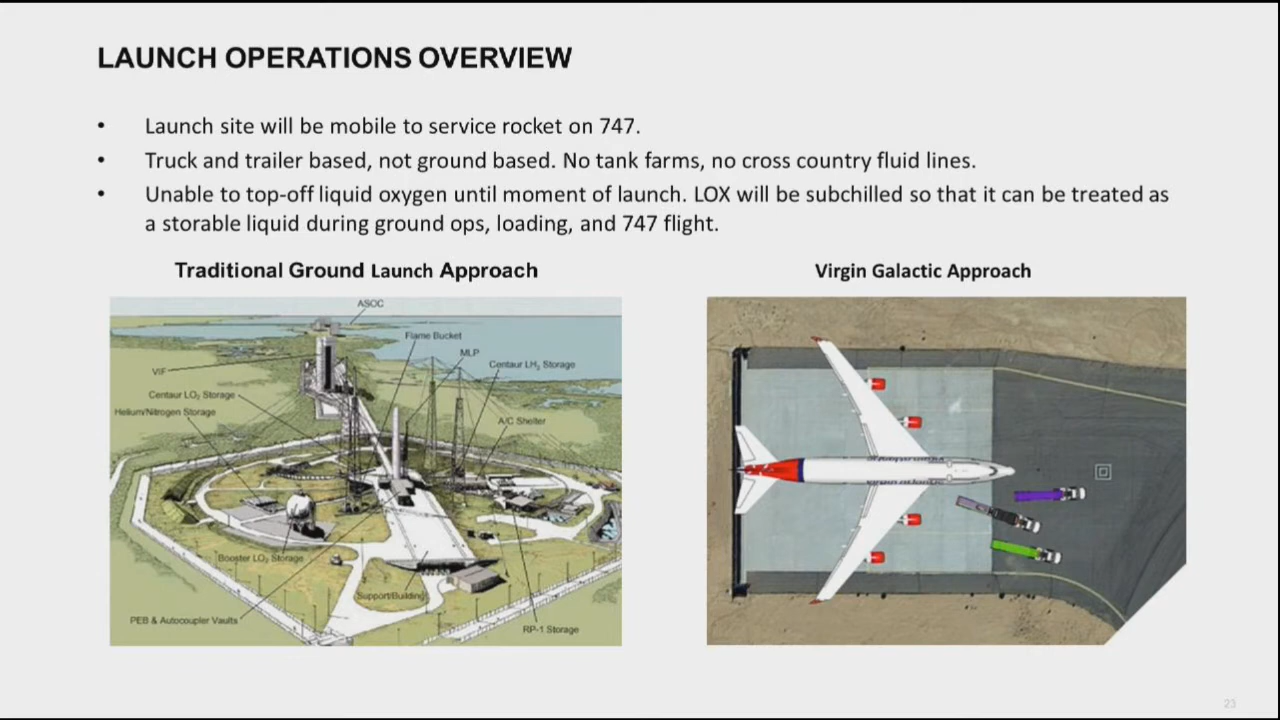 LAUNCH OPERATIONS OVERVIEW
• Launch site will be mobile to service rocket on 747.
• Truck and trailer based, not ground based. No tank farms, no cross country fluid lines.
• Unable to top-off liquid oxygen until moment of launch. LOX will be subchilled so that it can be treated as
a storable liquid during ground ops, loading, and 747 flight.
Traditional Ground Launch Approach
ASOC
Flame Bucket
MLP
VIF
Centaur LH₂ Storage
Centaur LO₂ Storage
Helium/Nitrogen Storage
A/C Shelter
Booster LO₂ Storage
Support/Building
PEB & Autocoupler Vaults
RP-1 Storage
Virgin Galactic Approach
virgin galactic
23